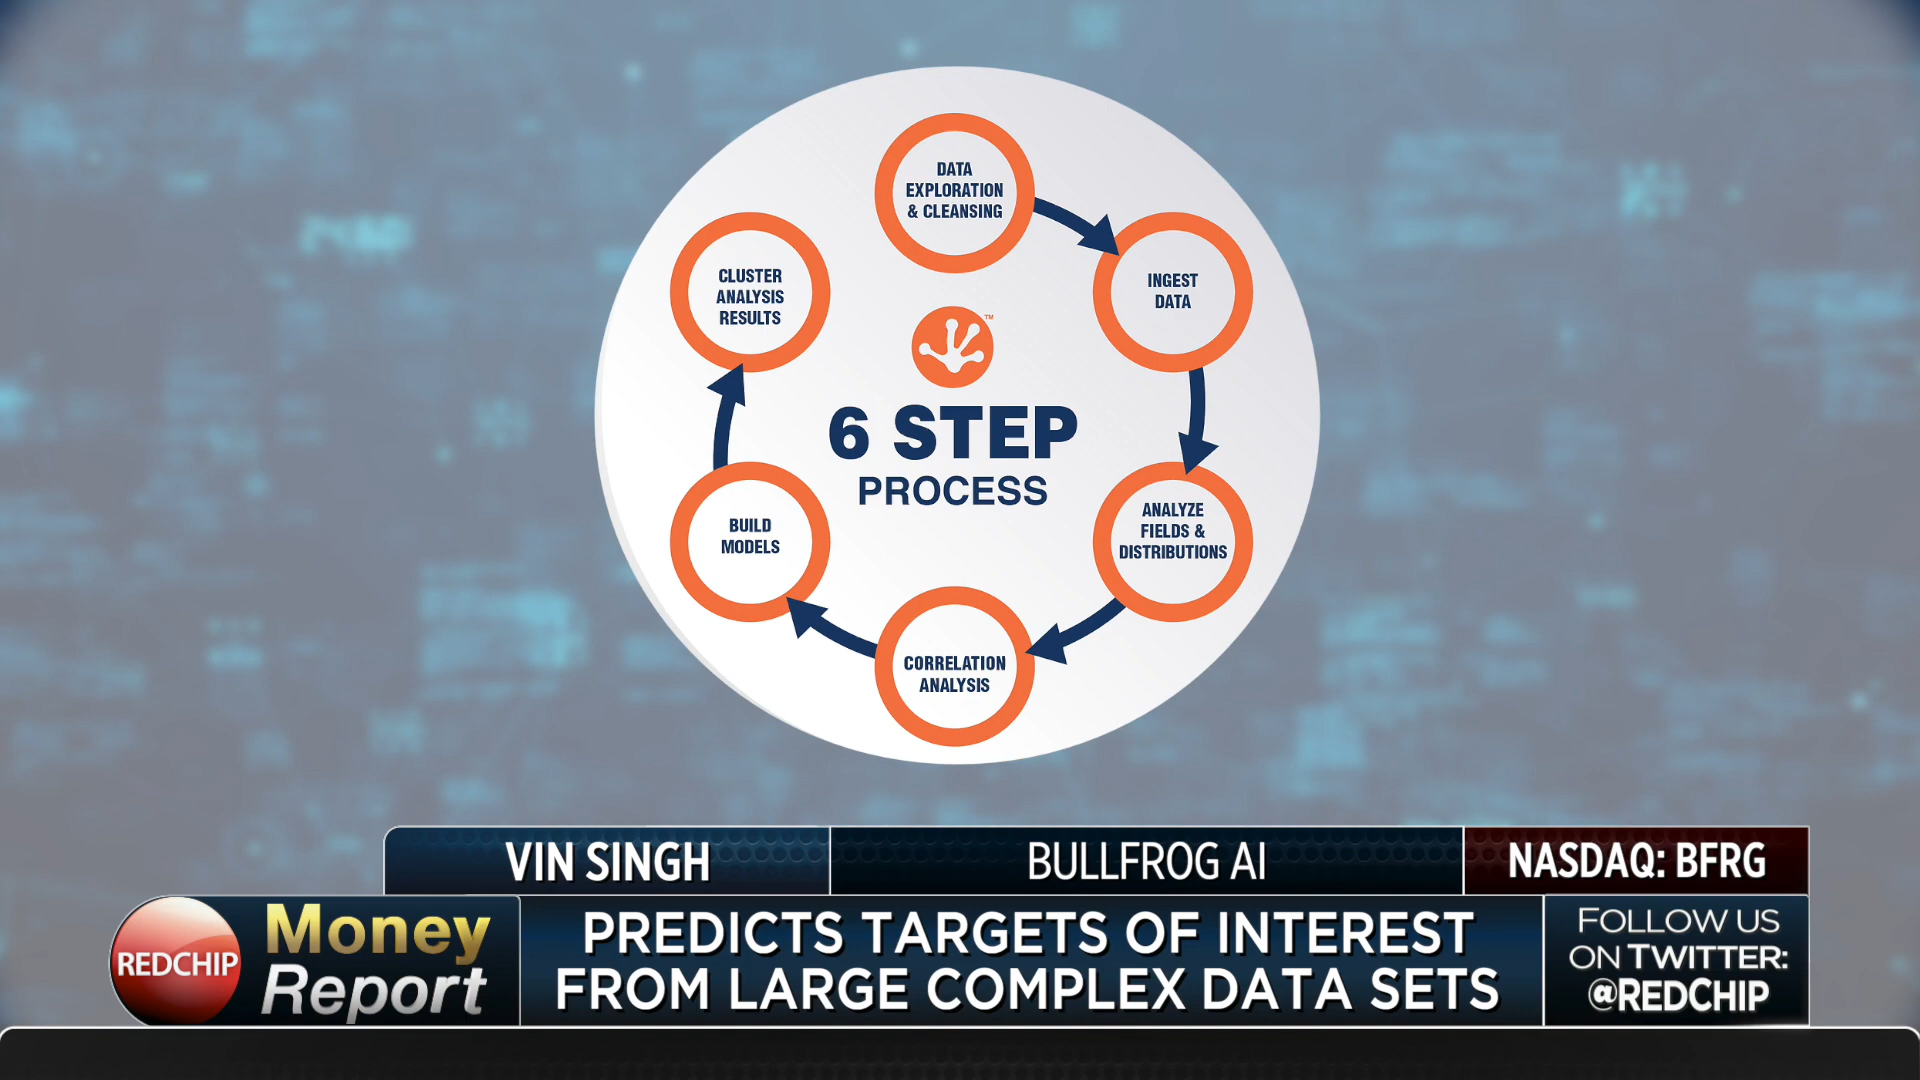 DATA
EXPLORATION
& CLEANSING
INGEST
DATA
ANALYZE
FIELDS &
DISTRIBUTIONS
CORRELATION
ANALYSIS
BUILD
MODELS
CLUSTER
ANALYSIS
RESULTS
TM
6 STEP
PROCESS
VIN SINGH
BULLFROG AI
NASDAQ: BFRG
REDCHIP
Money
Report
PREDICTS TARGETS OF INTEREST
FROM LARGE COMPLEX DATA SETS
FOLLOW US
ON TWITTER:
@REDCHIP